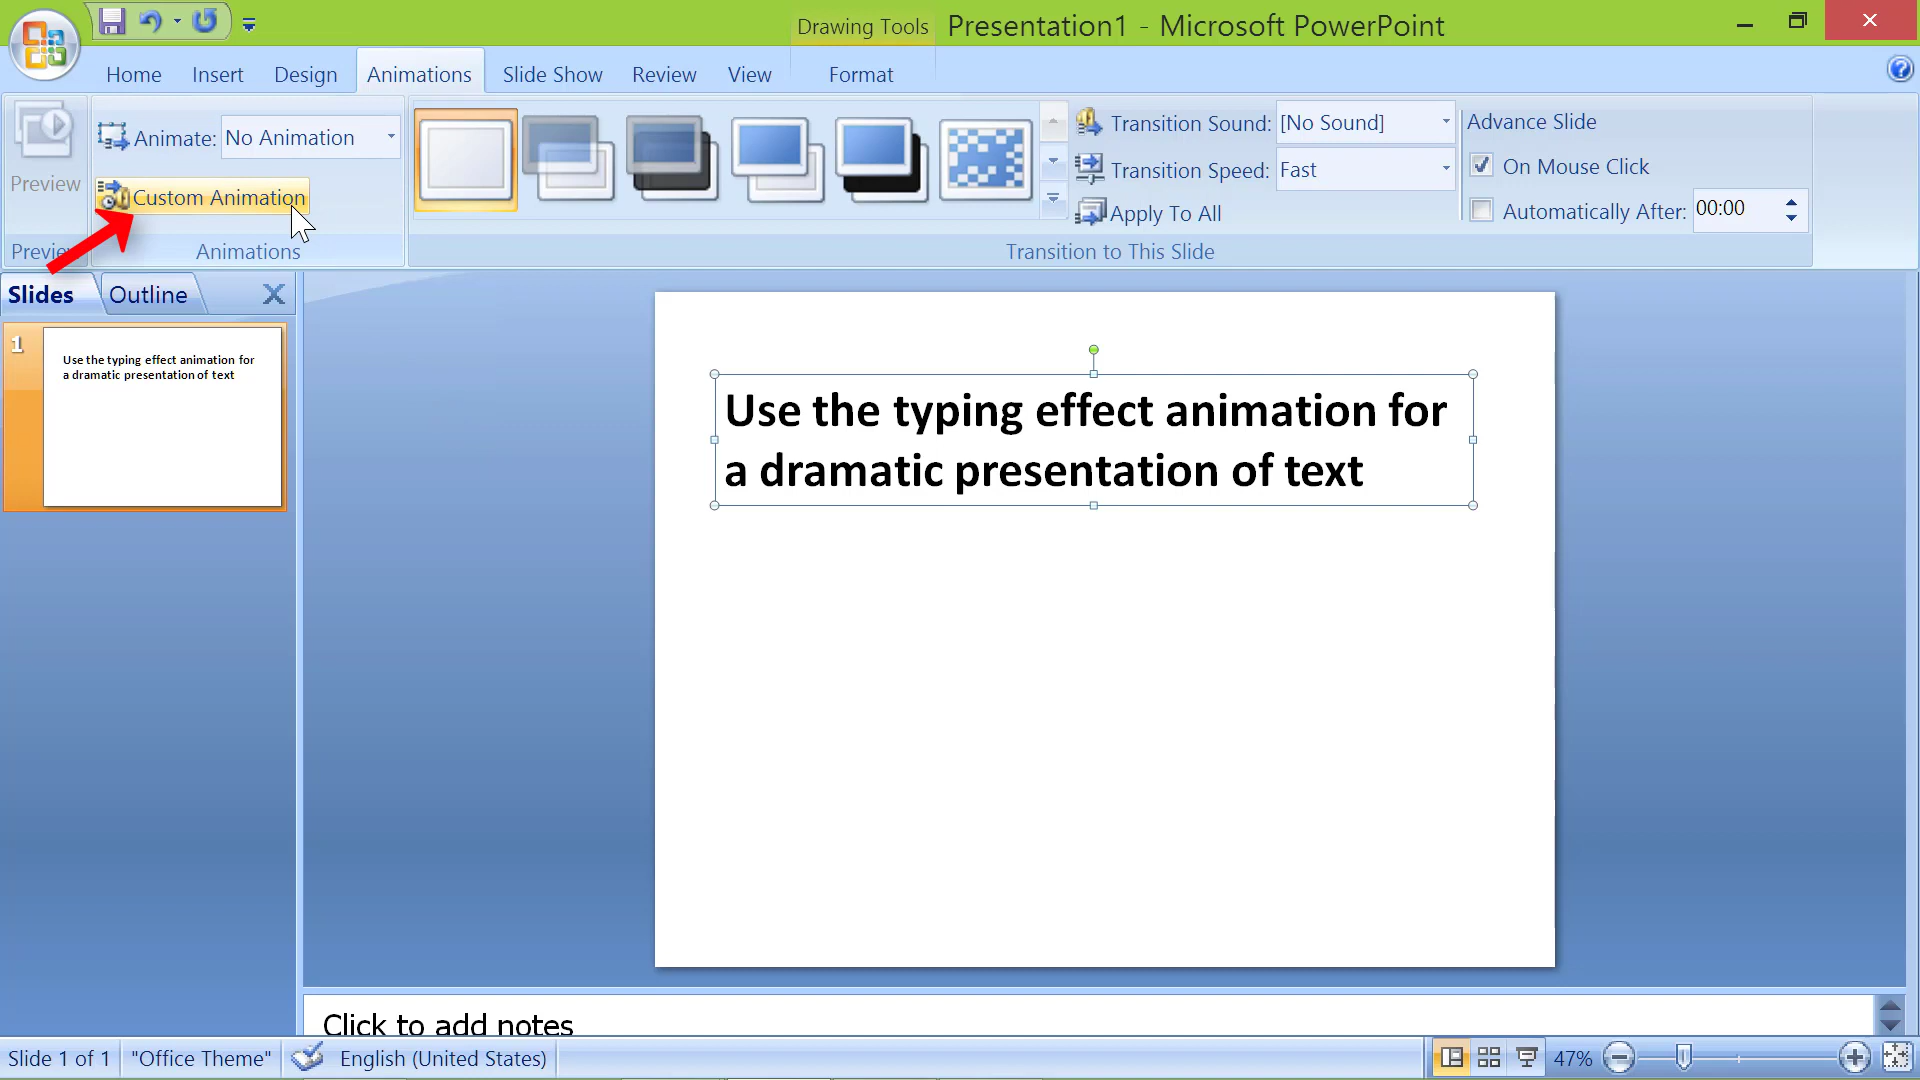 Drawing Tools
Presentation1 - Microsoft PowerPoint
Home
Insert
Design
Animations
Slide Show
Review
View
Format
Preview
Animate:
No Animation
Custom Animation
Preview
Animations
Transition Sound:
[No Sound]
Transition Speed:
Fast
Apply To All
Transition to This Slide
Advance Slide
On Mouse Click
Automatically After:
00:00
Slides
Outline
1
Use the typing effect animation for
a dramatic presentation of text
Use the typing effect animation for
a dramatic presentation of text
Click to add notes
Slide 1 of 1
"Office Theme"
English (United States)
47%